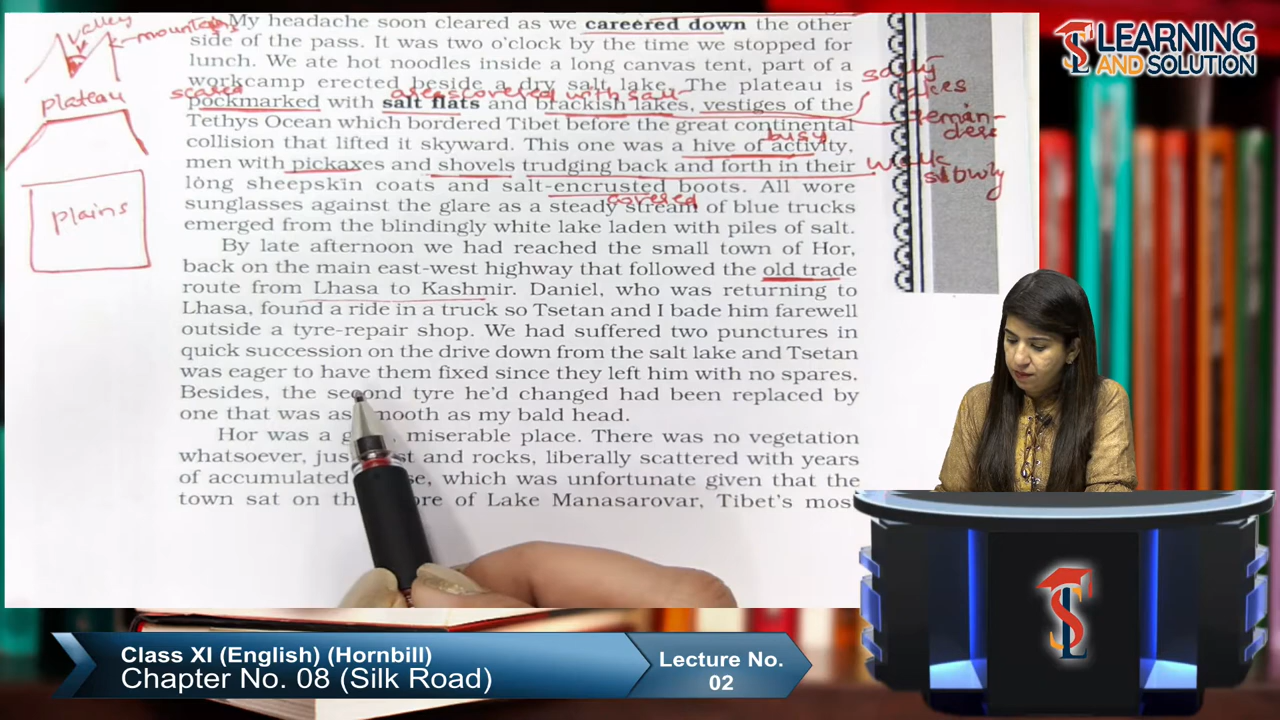 My headache soon cleared as we careered down the other
side of the pass. It was two o'clock by the time we stopped for
lunch. We ate hot noodles inside a long canvas tent, part of a
workcamp erected beside a dry salt lake. The plateau is
pockmarked with salt flats and brackish lakes, vestiges of the
Tethys Ocean which bordered Tibet before the great continental
collision that lifted it skyward. This one was a hive of activity,
men with pickaxes and shovels trudging back and forth in their
long sheepskin coats and salt-encrusted boots. All wore
sunglasses against the glare as a steady stream of blue trucks
emerged from the blindingly white lake laden with piles of salt.
By late afternoon we had reached the small town of Hor,
back on the main east-west highway that followed the old trade
route from Lhasa to Kashmir. Daniel, who was returning to
Lhasa, found a ride in a truck so Tsetan and I bade him farewell
outside a tyre-repair shop. We had suffered two punctures in
quick succession on the drive down from the salt lake and Tsetan
was eager to have them fixed since they left him with no spares.
Besides, the second tyre he'd changed had been replaced by
one that was as smooth as my bald head.
Hor was a miserable place. There was no vegetation
whatsoever, just and rocks, liberally scattered with years
of accumulated which was unfortunate given that the
town sat on the shore of Lake Manasarovar, Tibet's most
valley
mountain
plateau
plains
scared
area covered with salt
salty
busy
remain-
walk
slowly
covered
LEARNING
AND SOLUTION
Class XI (English) (Hornbill)
Chapter No. 08 (Silk Road)
Lecture No.
02